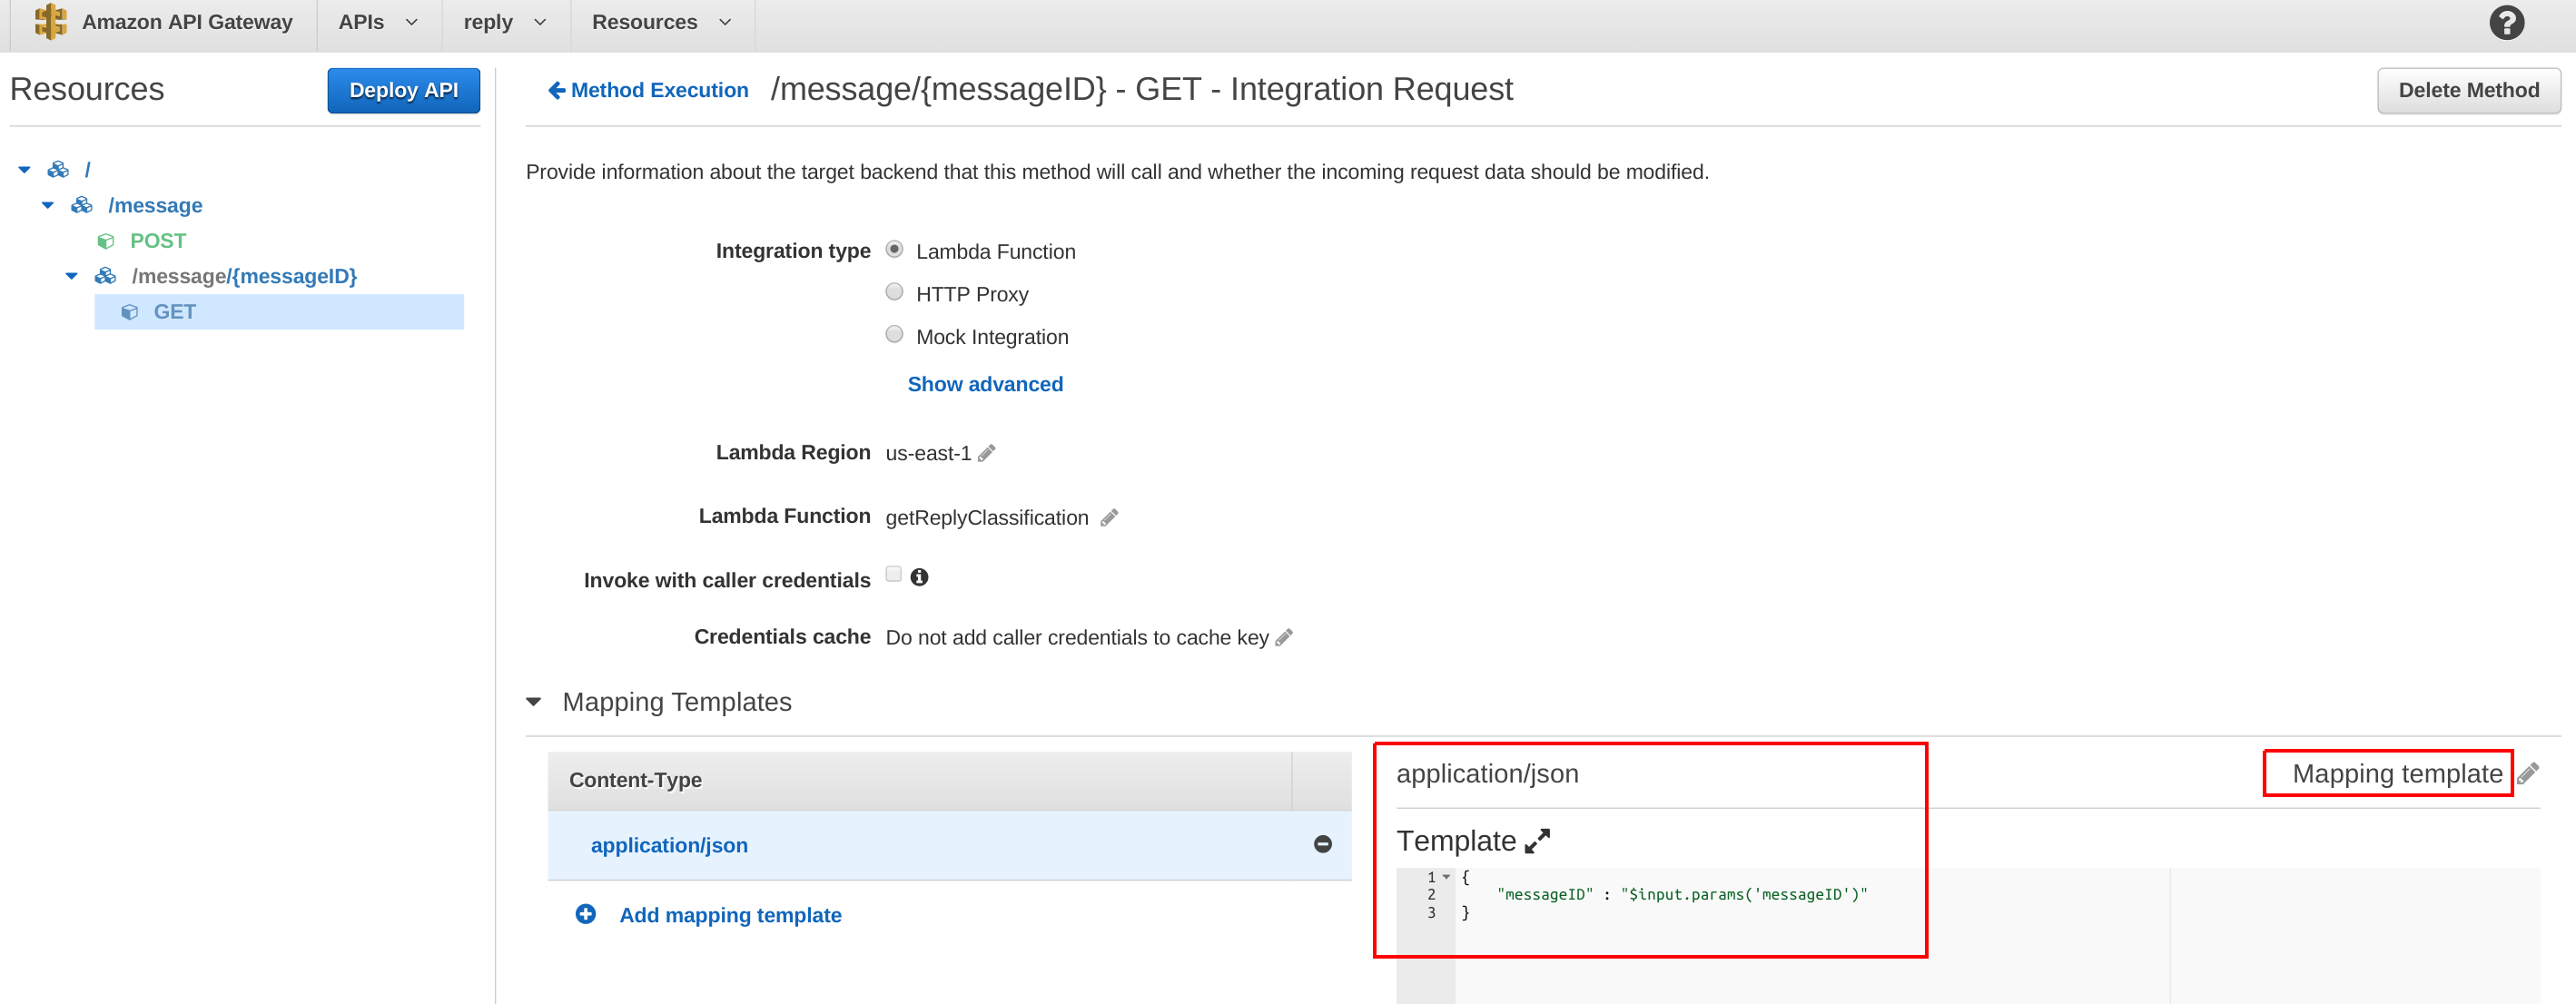 Amazon API Gateway APIs reply Resources
Resources Deploy API
/
/message
POST
/message/{messageID}
GET
Method Execution /message/{messageID} - GET - Integration Request Delete Method
Provide information about the target backend that this method will call and whether the incoming request data should be modified.
Integration type Lambda Function
HTTP Proxy
Mock Integration
Show advanced
Lambda Region us-east-1
Lambda Function getReplyClassification
Invoke with caller credentials
Credentials cache Do not add caller credentials to cache key
Mapping Templates
Content-Type
application/json
Add mapping template
application/json Mapping template
Template
1 {
2 "messageID" : "$input.params('messageID')"
3 }